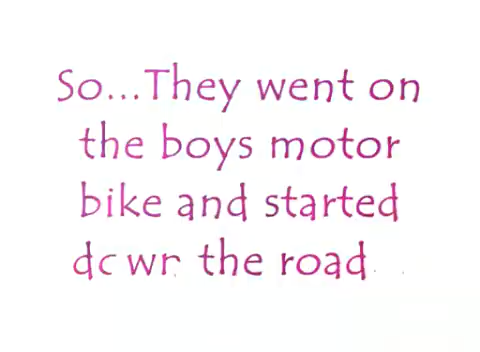 So...They went on
the boys motor
bike and started
down the road..